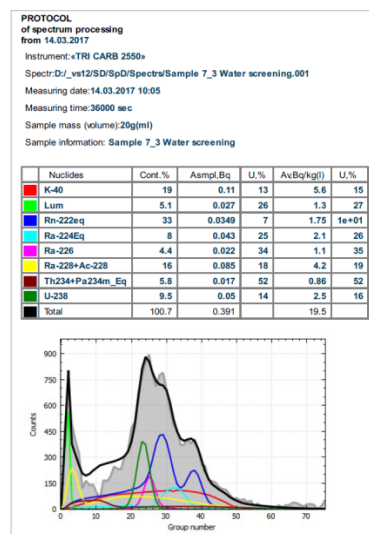 PROTOCOL
of spectrum processing
from 14.03.2017
Instrument:«TRI CARB 2550»
Spectr:D:/_vs12/SD/SpD/Spectrs/Sample 7_3 Water screening.001
Measuring date:14.03.2017 10:05
Measuring time:36000 sec
Sample mass (volume):20g(ml)
Sample information: Sample 7_3 Water screening
Nuclides Cont.% Asmpl,Bq U,% Av,Bq/kg(l) U,%
K-40 19 0.11 13 5.6 15
Lum 5.1 0.027 26 1.3 27
Rn-222eq 33 0.0349 7 1.75 1e+01
Ra-224Eq 8 0.043 25 2.1 26
Ra-226 4.4 0.022 34 1.1 35
Ra-228+Ac-228 16 0.085 18 4.2 19
Th234+Pa234m_Eq 5.8 0.017 52 0.86 52
U-238 9.5 0.05 14 2.5 16
Total 100.7 0.391 19.5
900
750
600
450
300
150
0
Counts
0 10 20 30 40 50 60 70
Group number